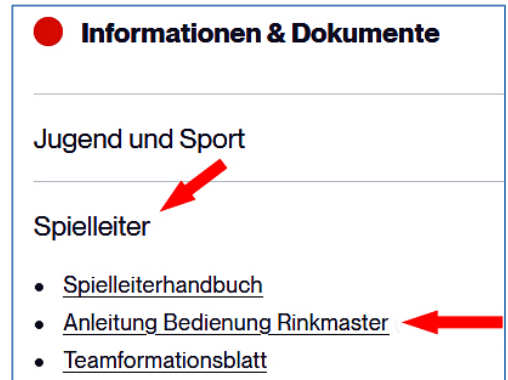 Informationen & Dokumente
Jugend und Sport
Spielleiter
Spielleiterhandbuch
Anleitung Bedienung Rinkmaster
Teamformationsblatt